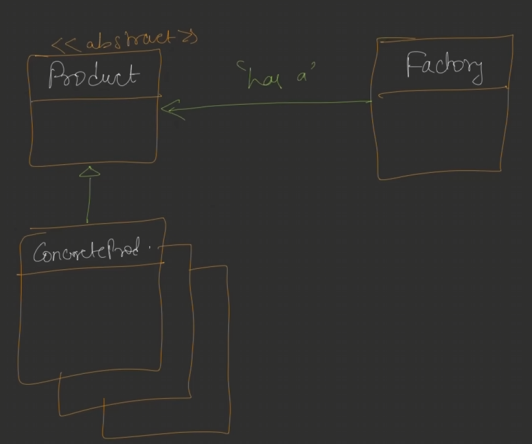 <<abstract>>
Product
Factory
'has a'
ConcreteProd.